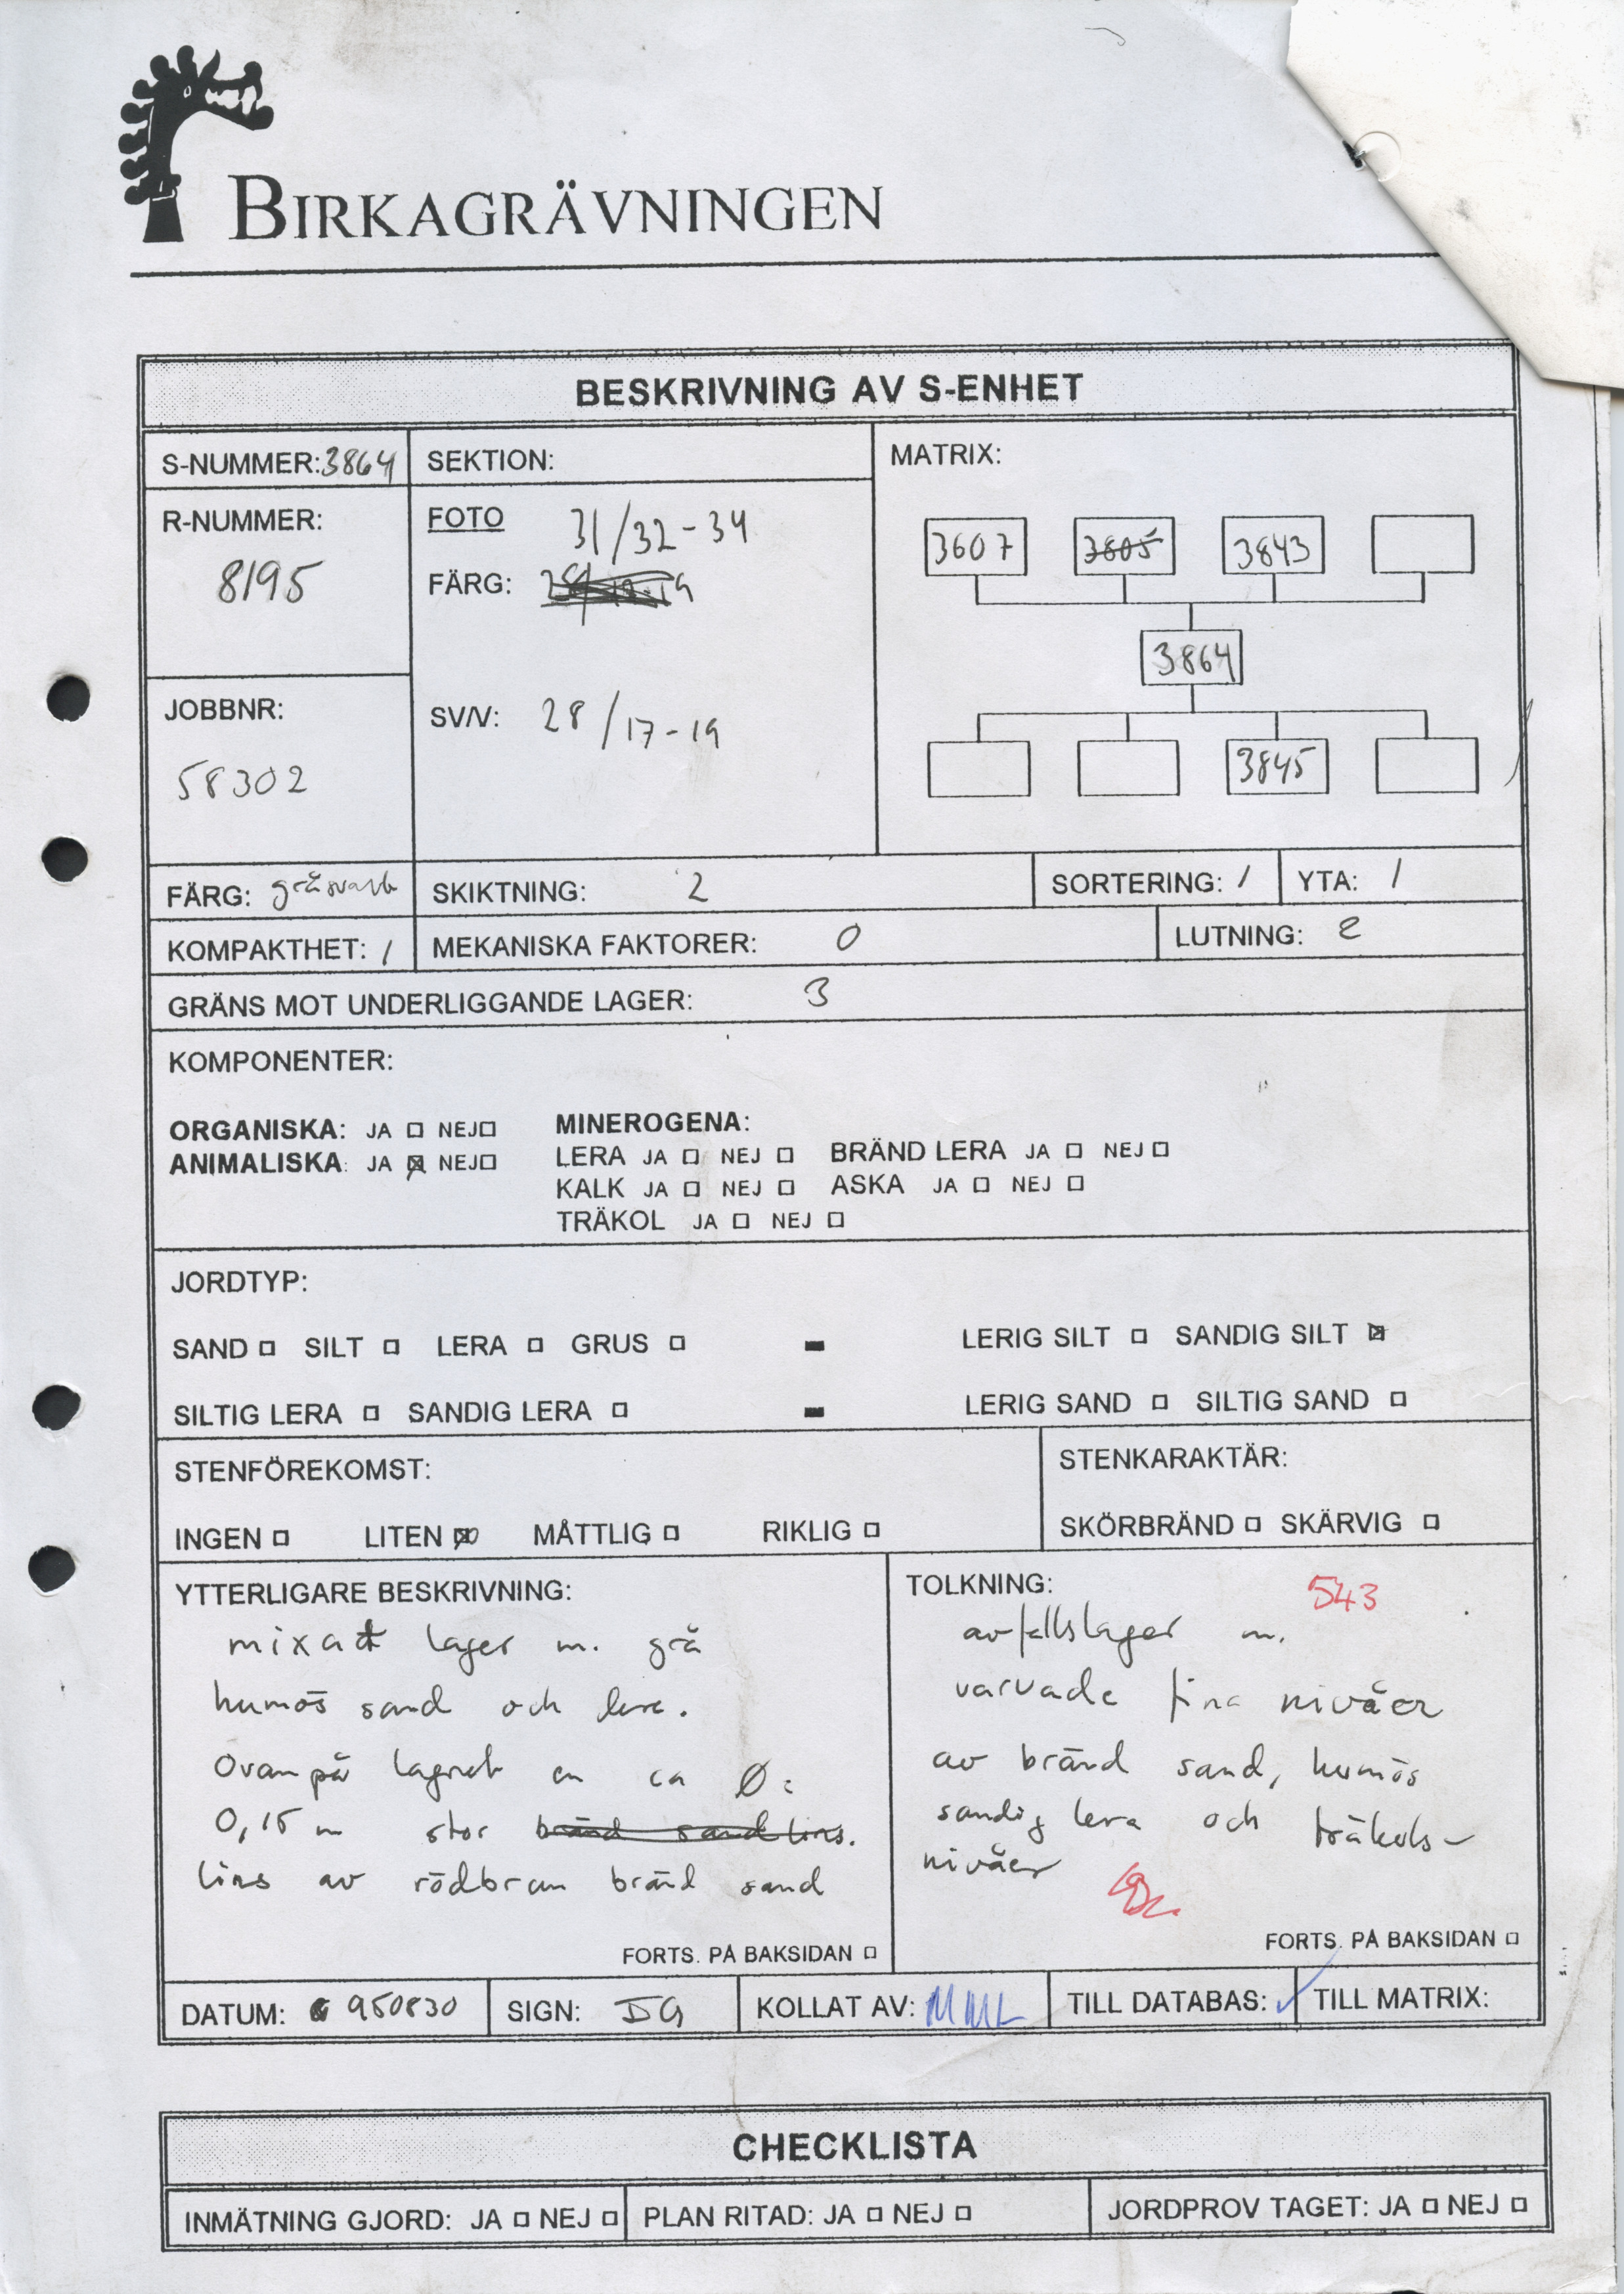 BIRKAGRÄVNINGEN
BESKRIVNING AV S-ENHET
S-NUMMER: 3864 SEKTION: MATRIX:
R-NUMMER: FOTO 31/32-34
8195 FÄRG:
3607 3805 3843
3864
JOBBNR: SV/V: 28/17-19
58302
3845
FÄRG: gråsvart SKIKTNING: 2 SORTERING: 1 YTA: 1
KOMPAKTHET: 1 MEKANISKA FAKTORER: 0 LUTNING: 2
GRÄNS MOT UNDERLIGGANDE LAGER: 3
KOMPONENTER:
ORGANISKA: JA □ NEJ □ MINEROGENA:
ANIMALISKA: JA ☒ NEJ □ LERA JA □ NEJ □ BRÄND LERA JA □ NEJ □
KALK JA □ NEJ □ ASKA JA □ NEJ □
TRÄKOL JA □ NEJ □
JORDTYP:
SAND □ SILT □ LERA □ GRUS □ - LERIG SILT □ SANDIG SILT ☒
SILTIG LERA □ SANDIG LERA □ - LERIG SAND □ SILTIG SAND □
STENFÖREKOMST: STENKARAKTÄR:
INGEN □ LITEN ☒ MÅTTLIG □ RIKLIG □ SKÖRBRÄND □ SKÄRVIG □
YTTERLIGARE BESKRIVNING:
mixat lager m. grå
humös sand och lera.
Ovanpå lagret en ca Ø:
0,15 m stor bränd sand lins.
lins av rödbrun bränd sand
FORTS. PÅ BAKSIDAN □
TOLKNING: 543
avfallslager m.
varvade fina nivåer
av bränd sand, humös
sandig lera och träkols-
nivåer
FORTS. PÅ BAKSIDAN □
DATUM: 950830 SIGN: IG KOLLAT AV: MML TILL DATABAS: ✓ TILL MATRIX:
CHECKLISTA
INMÄTNING GJORD: JA □ NEJ □ PLAN RITAD: JA □ NEJ □ JORDPROV TAGET: JA □ NEJ □